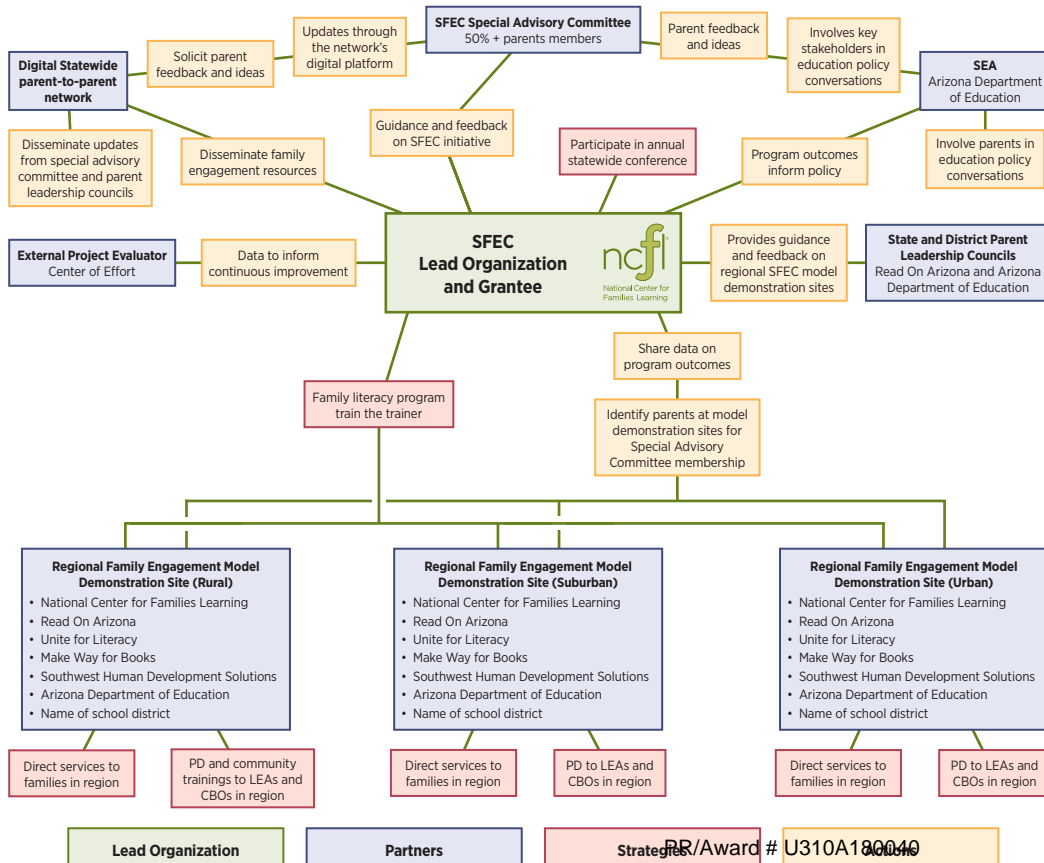 SFEC Special Advisory Committee
50% + parents members
Updates through
the network's
digital platform
Solicit parent
feedback and ideas
Parent feedback
and ideas
Involves key
stakeholders in
education policy
conversations
Digital Statewide
parent-to-parent
network
SEA
Arizona Department
of Education
Disseminate updates
from special advisory
committee and parent
leadership councils
Disseminate family
engagement resources
Guidance and feedback
on SFEC initiative
Participate in annual
statewide conference
Program outcomes
inform policy
Involve parents in
education policy
conversations
External Project Evaluator
Center of Effort
Data to inform
continuous improvement
SFEC
Lead Organization
and Grantee
ncfl
National Center for
Families Learning
Provides guidance
and feedback on
regional SFEC model
demonstration sites
State and District Parent
Leadership Councils
Read On Arizona and Arizona
Department of Education
Share data on
program outcomes
Family literacy program
train the trainer
Identify parents at model
demonstration sites for
Special Advisory
Committee membership
Regional Family Engagement Model
Demonstration Site (Rural)
• National Center for Families Learning
• Read On Arizona
• Unite for Literacy
• Make Way for Books
• Southwest Human Development Solutions
• Arizona Department of Education
• Name of school district
Regional Family Engagement Model
Demonstration Site (Suburban)
• National Center for Families Learning
• Read On Arizona
• Unite for Literacy
• Make Way for Books
• Southwest Human Development Solutions
• Arizona Department of Education
• Name of school district
Regional Family Engagement Model
Demonstration Site (Urban)
• National Center for Families Learning
• Read On Arizona
• Unite for Literacy
• Make Way for Books
• Southwest Human Development Solutions
• Arizona Department of Education
• Name of school district
Direct services to
families in region
PD and community
trainings to LEAs and
CBOs in region
Direct services to
families in region
PD to LEAs and
CBOs in region
Direct services to
families in region
PD to LEAs and
CBOs in region
Lead Organization
Partners
Strategies
Actions
PR/Award # U310A180040